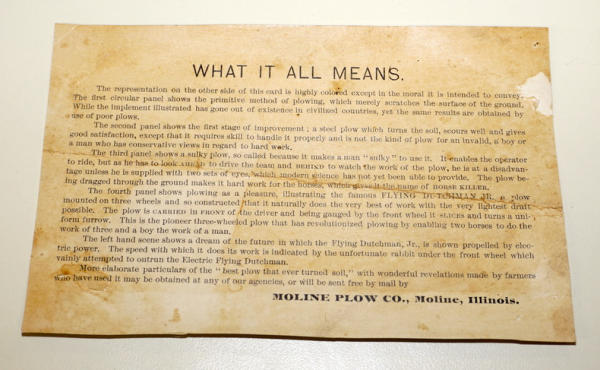 WHAT IT ALL MEANS.
The representation on the other side of this card is highly colored except in the moral it is intended to convey.
The first circular panel shows the primitive method of plowing, which merely scratches the surface of the ground.
While the implement illustrated has gone out of existence in civilized countries, yet the same results are obtained by
use of poor plows.
The second panel shows the first stage of improvement; a steel plow which turns the soil, scours well and gives
good satisfaction, except that it requires skill to handle it properly and is not the kind of plow for an invalid, a boy or
a man who has conservative views in regard to hard work.
The third panel shows a sulky plow, so called because it makes a man "sulky" to use it. It enables the operator
to ride, but as he has to look AHEAD to drive the team and BEHIND to watch the work of the plow, he is at a disadvan-
tage unless he is supplied with two sets of eyes, which modern science has not yet been able to provide. The plow be-
ing dragged through the ground makes it hard work for the horses, which gives it the name of HORSE KILLER.
The fourth panel shows plowing as a pleasure, illustrating the famous FLYING DUTCHMAN JR. a plow
mounted on three wheels and so constructed that it naturally does the very best of work with the very lightest draft
possible. The plow is CARRIED IN FRONT of the driver and being gauged by the front wheel it SLICES and turns a uni-
form furrow. This is the pioneer three-wheeled plow that has revolutionized plowing by enabling two horses to do the
work of three and a boy the work of a man.
The left hand scene shows a dream of the future in which the Flying Dutchman, Jr., is shown propelled by elec-
tric power. The speed with which it does its work is indicated by the unfortunate rabbit under the front wheel which
vainly attempted to outrun the Electric Flying Dutchman.
More elaborate particulars of the "best plow that ever turned soil," with wonderful revelations made by farmers
who have used it may be obtained at any of our agencies, or will be sent free by mail by
MOLINE PLOW CO., Moline, Illinois.